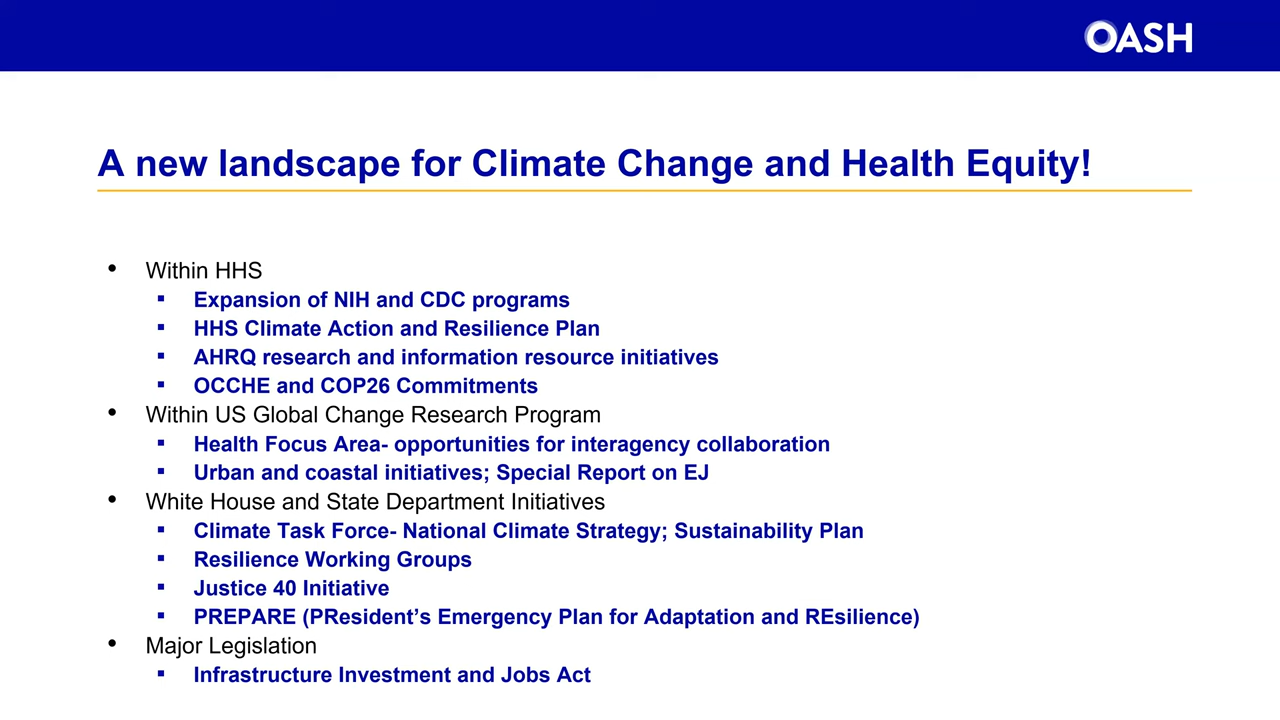 OASH
A new landscape for Climate Change and Health Equity!
• Within HHS
▪ Expansion of NIH and CDC programs
▪ HHS Climate Action and Resilience Plan
▪ AHRQ research and information resource initiatives
▪ OCCHE and COP26 Commitments
• Within US Global Change Research Program
▪ Health Focus Area- opportunities for interagency collaboration
▪ Urban and coastal initiatives; Special Report on EJ
• White House and State Department Initiatives
▪ Climate Task Force- National Climate Strategy; Sustainability Plan
▪ Resilience Working Groups
▪ Justice 40 Initiative
▪ PREPARE (PResident’s Emergency Plan for Adaptation and REsilience)
• Major Legislation
▪ Infrastructure Investment and Jobs Act